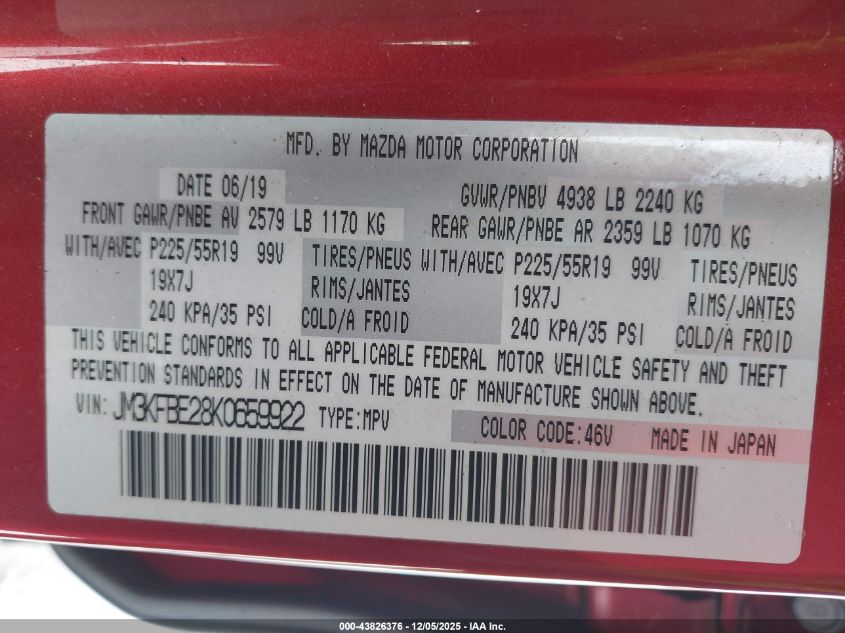 MFD. BY MAZDA MOTOR CORPORATION
DATE 06/19 GVWR/PNBV 4938 LB 2240 KG
FRONT GAWR/PNBE AV 2579 LB 1170 KG REAR GAWR/PNBE AR 2359 LB 1070 KG
WITH/AVEC P225/55R19 99V TIRES/PNEUS WITH/AVEC P225/55R19 99V TIRES/PNEUS
19X7J RIMS/JANTES 19X7J RIMS/JANTES
240 KPA/35 PSI COLD/A FROID 240 KPA/35 PSI COLD/A FROID
THIS VEHICLE CONFORMS TO ALL APPLICABLE FEDERAL MOTOR VEHICLE SAFETY AND THEFT
PREVENTION STANDARDS IN EFFECT ON THE DATE OF MANUFACTURE SHOWN ABOVE.
VIN: JM3KFBE28K0659922 TYPE:MPV COLOR CODE:46V MADE IN JAPAN
000-43826376 - 12/05/2025 - IAA Inc.